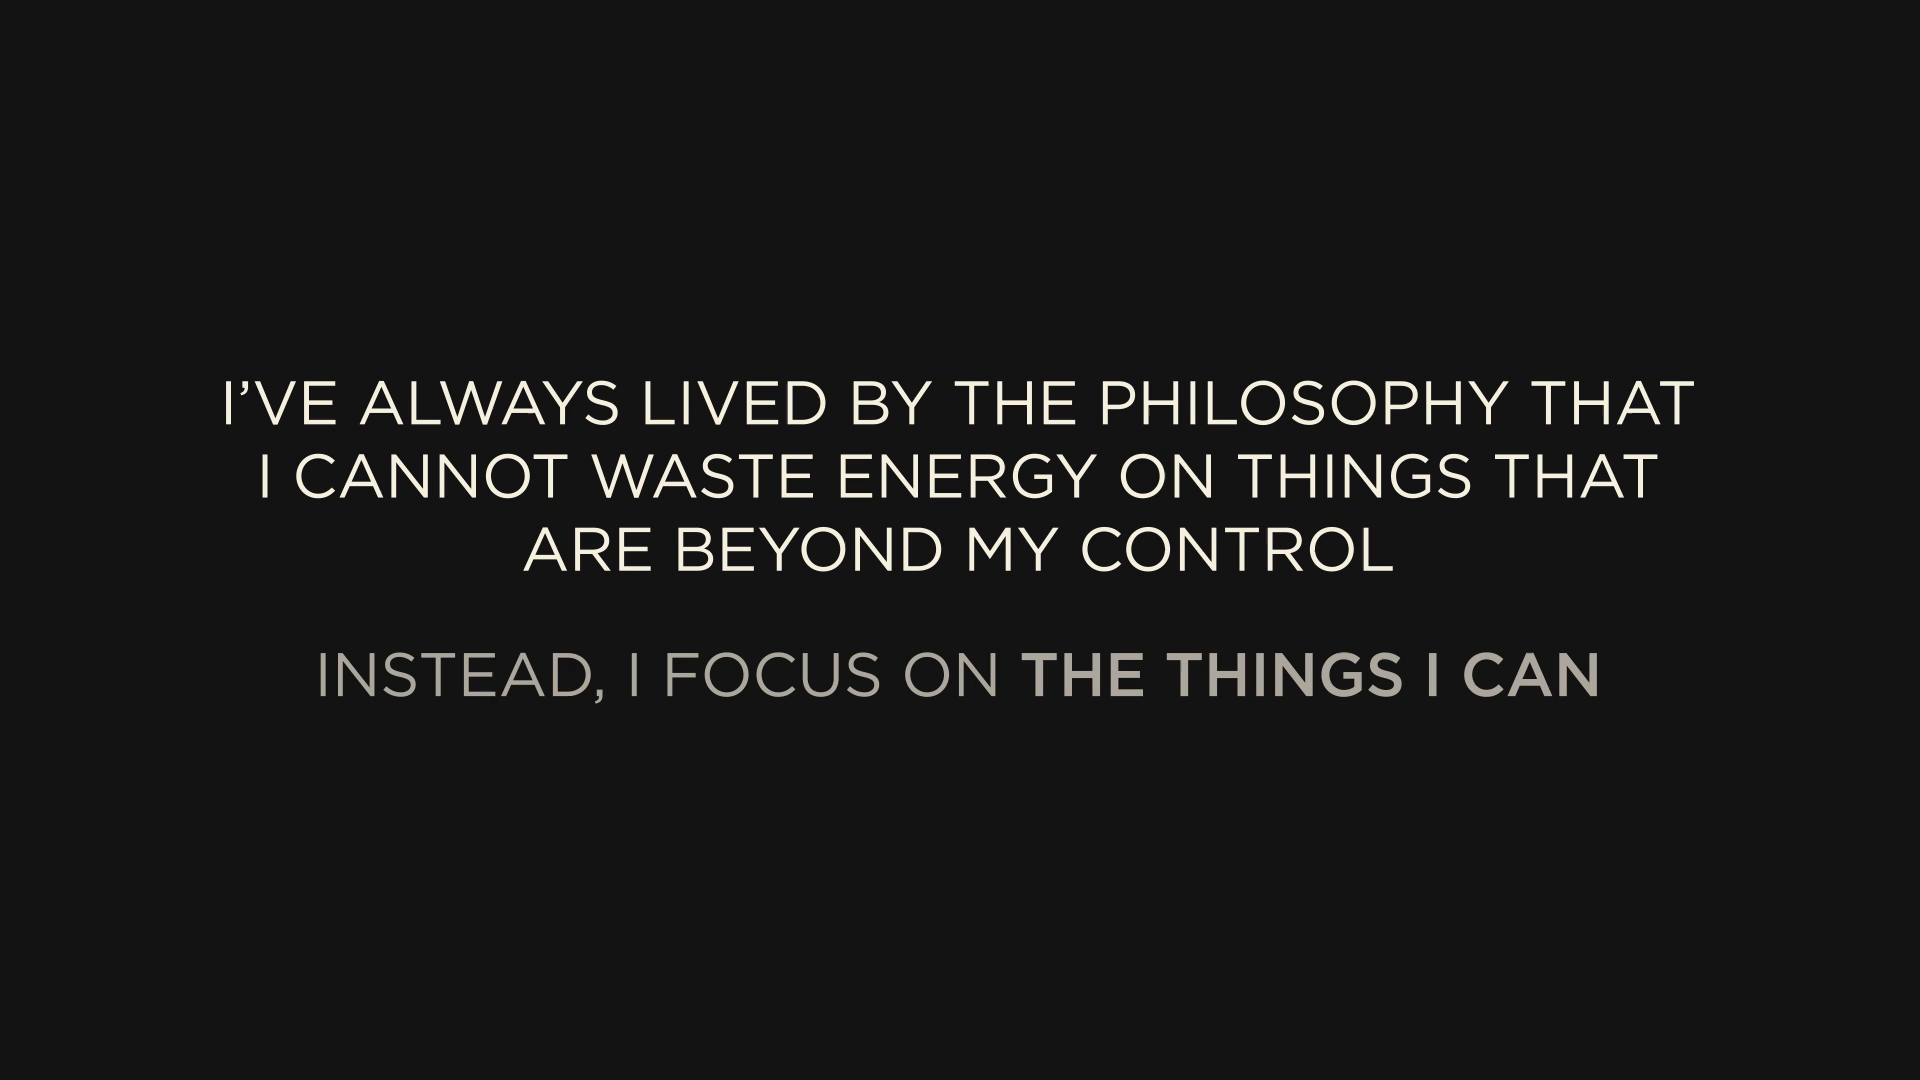 I’VE ALWAYS LIVED BY THE PHILOSOPHY THAT
I CANNOT WASTE ENERGY ON THINGS THAT
ARE BEYOND MY CONTROL
INSTEAD, I FOCUS ON THE THINGS I CAN